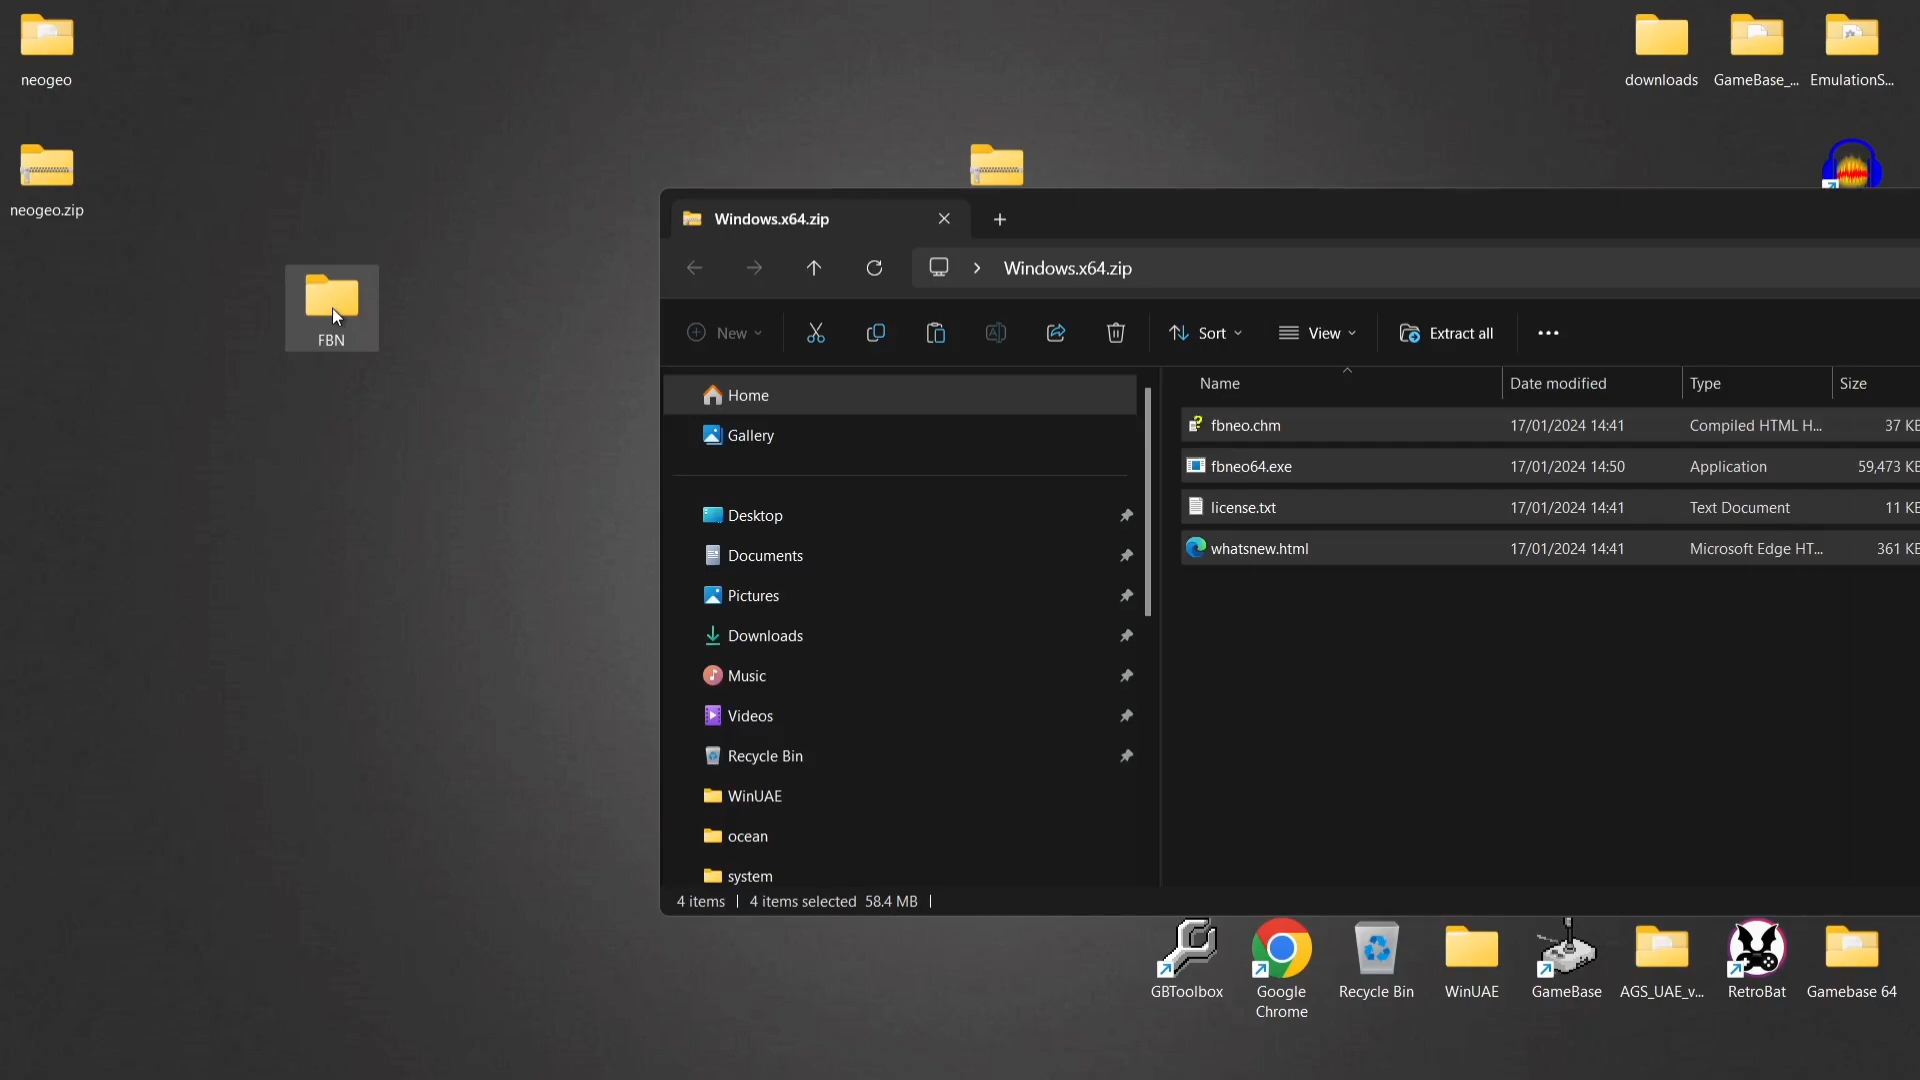 neogeo
downloads
GameBase_...
EmulationS...
neogeo.zip
FBN
Windows.x64.zip
Windows.x64.zip
New
Sort
View
Extract all
Home
Gallery
Desktop
Documents
Pictures
Downloads
Music
Videos
Recycle Bin
WinUAE
ocean
system
Name Date modified Type Size
fbneo.chm 17/01/2024 14:41 Compiled HTML H... 37 KB
fbneo64.exe 17/01/2024 14:50 Application 59,473 KB
license.txt 17/01/2024 14:41 Text Document 11 KB
whatsnew.html 17/01/2024 14:41 Microsoft Edge HT... 361 KB
4 items 4 items selected 58.4 MB
GBToolbox
Google
Chrome
Recycle Bin
WinUAE
GameBase
AGS_UAE_v...
RetroBat
Gamebase 64